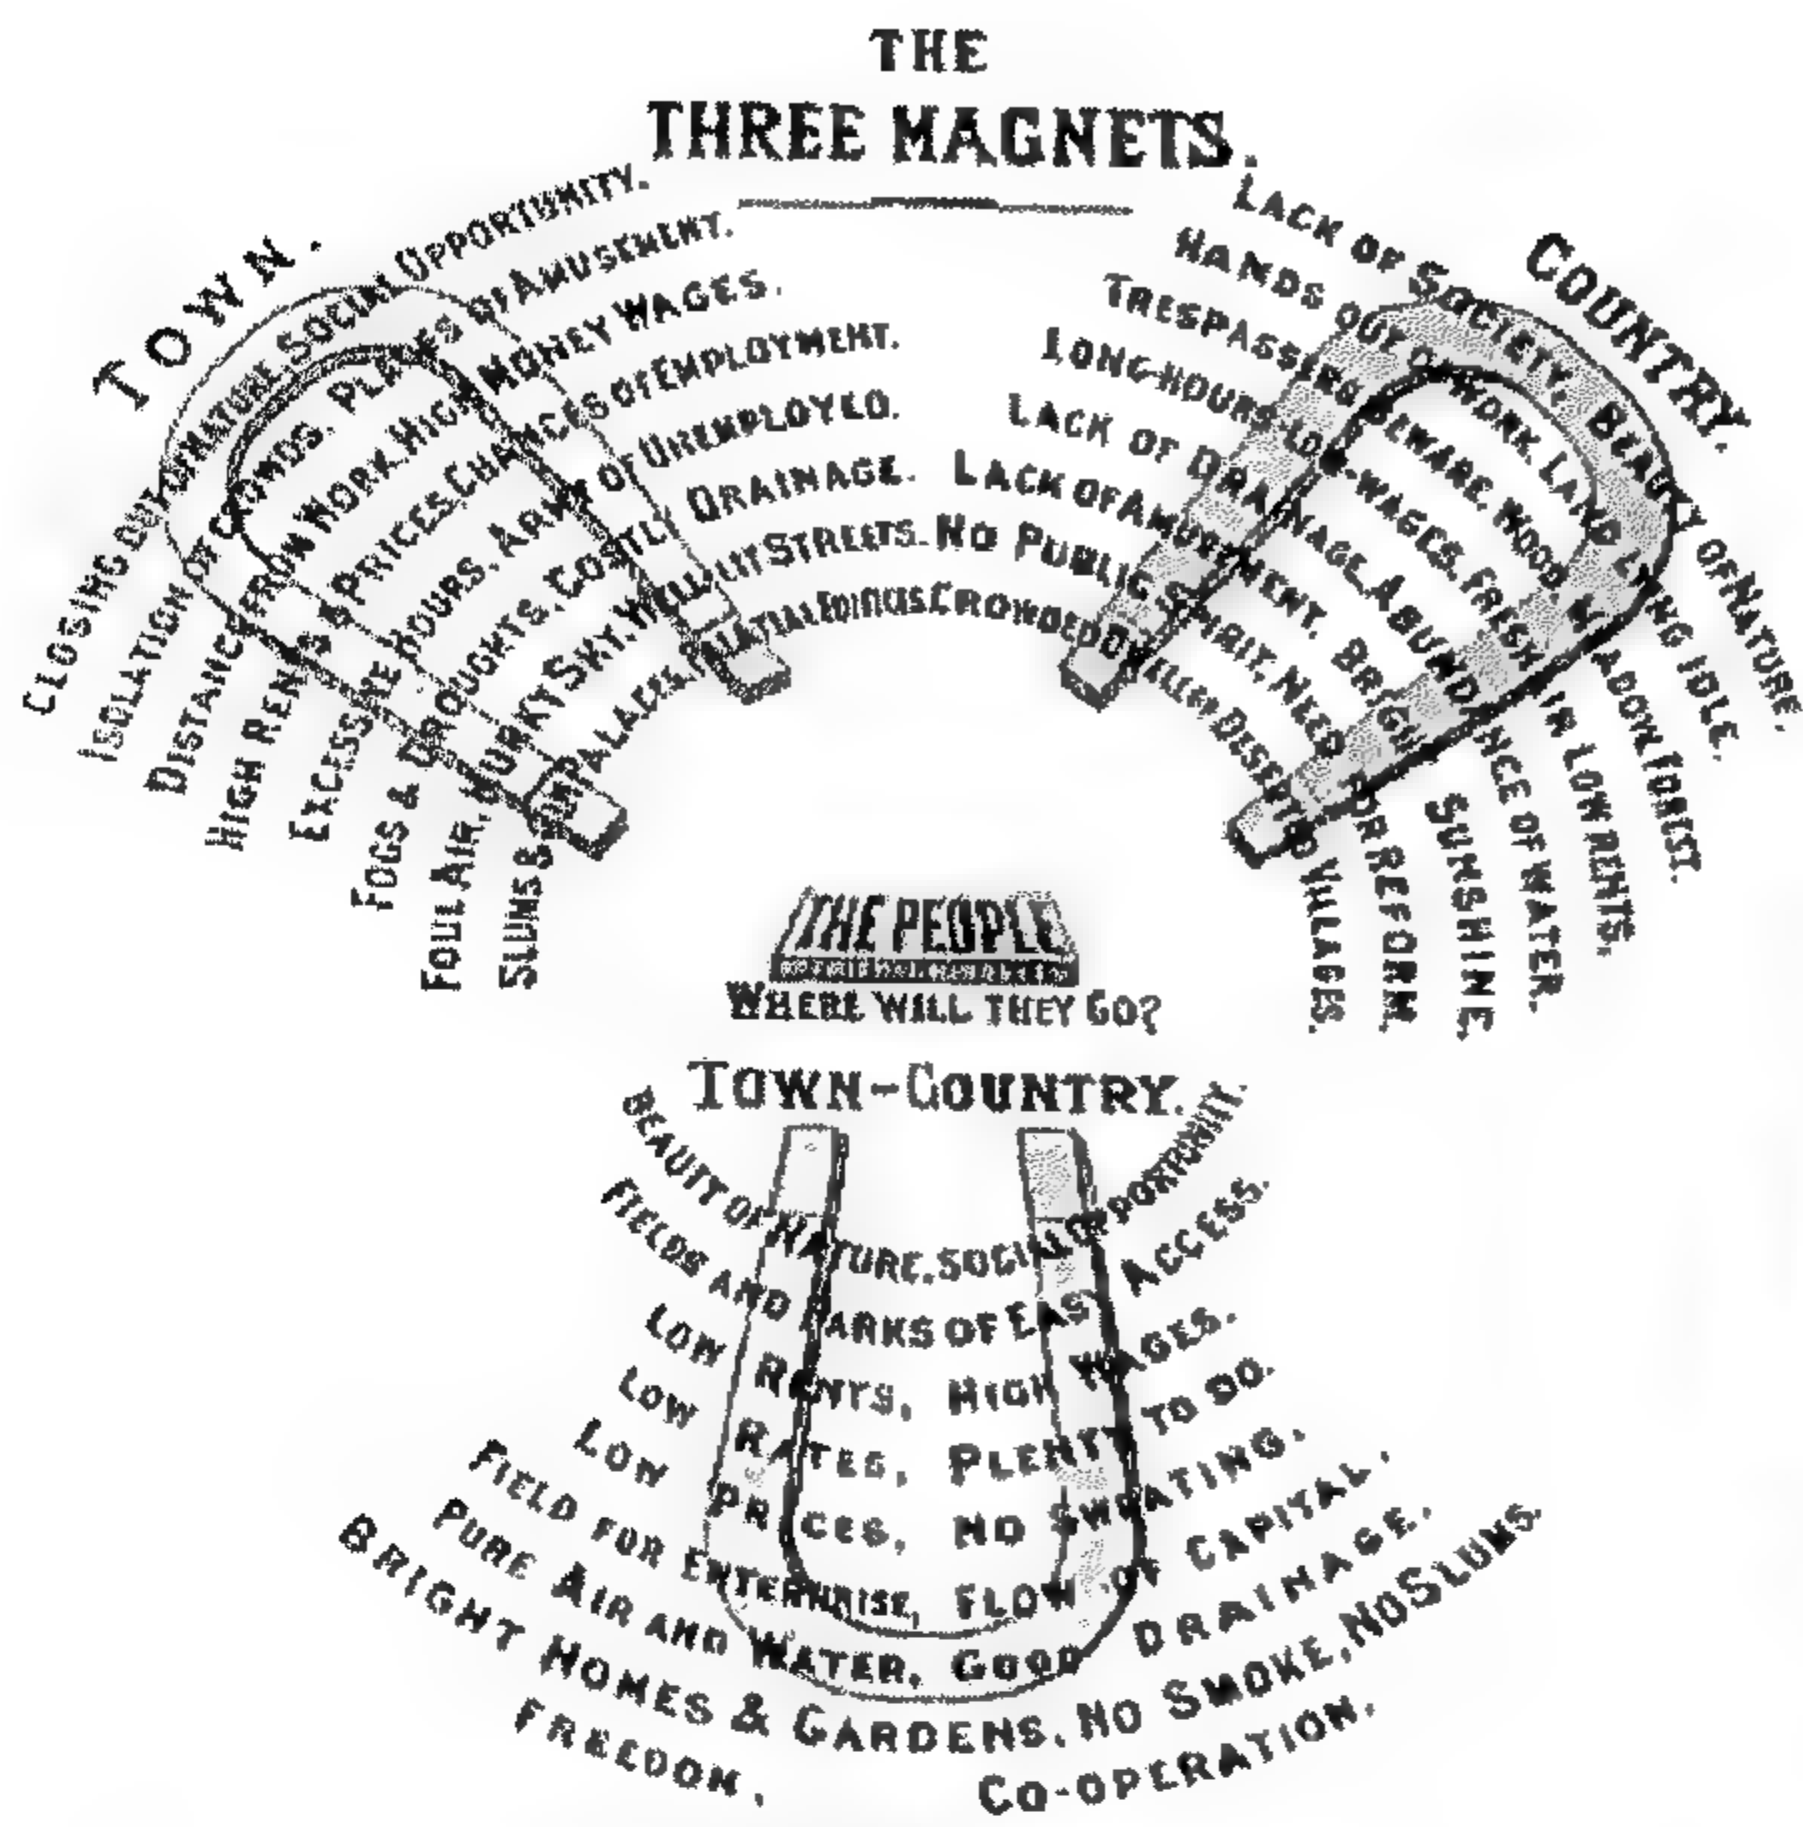 THE
THREE MAGNETS.
TOWN.
CLOSING OUT OF NATURE. SOCIAL OPPORTUNITY.
ISOLATION OF CROWDS. PLACES OF AMUSEMENT.
DISTANCE FROM WORK. HIGH MONEY WAGES.
HIGH RENTS & PRICES. CHANCES OF EMPLOYMENT.
EXCESSIVE HOURS. ARMY OF UNEMPLOYED.
FOGS & DROUGHTS. COSTLY DRAINAGE.
FOUL AIR. MURKY SKY. WELL LIT STREETS.
SLUMS & GIN PALACES. PALATIAL EDIFICES
COUNTRY.
LACK OF SOCIETY. BEAUTY OF NATURE.
HANDS OUT OF WORK. LAND LYING IDLE.
TRESPASSERS BEWARE. WOOD, MEADOW, FOREST.
LONG HOURS-LOW-WAGES. FRESH AIR LOW RENTS.
LACK OF DRAINAGE. ABUNDANCE OF WATER.
LACK OF AMUSEMENT. BRIGHT SUNSHINE.
NO PUBLIC SPIRIT. NEED FOR REFORM.
CROWDED DWELLINGS DESERTED VILLAGES.
THE PEOPLE
WHERE WILL THEY GO?
TOWN-COUNTRY.
BEAUTY OF NATURE. SOCIAL OPPORTUNITY.
FIELDS AND PARKS OF EASY ACCESS.
LOW RENTS, HIGH WAGES.
LOW RATES, PLENTY TO DO.
LOW PRICES, NO SWEATING.
FIELD FOR ENTERPRISE, FLOW OF CAPITAL.
PURE AIR AND WATER, GOOD DRAINAGE.
BRIGHT HOMES & GARDENS. NO SMOKE, NO SLUMS.
FREEDOM, CO-OPERATION.